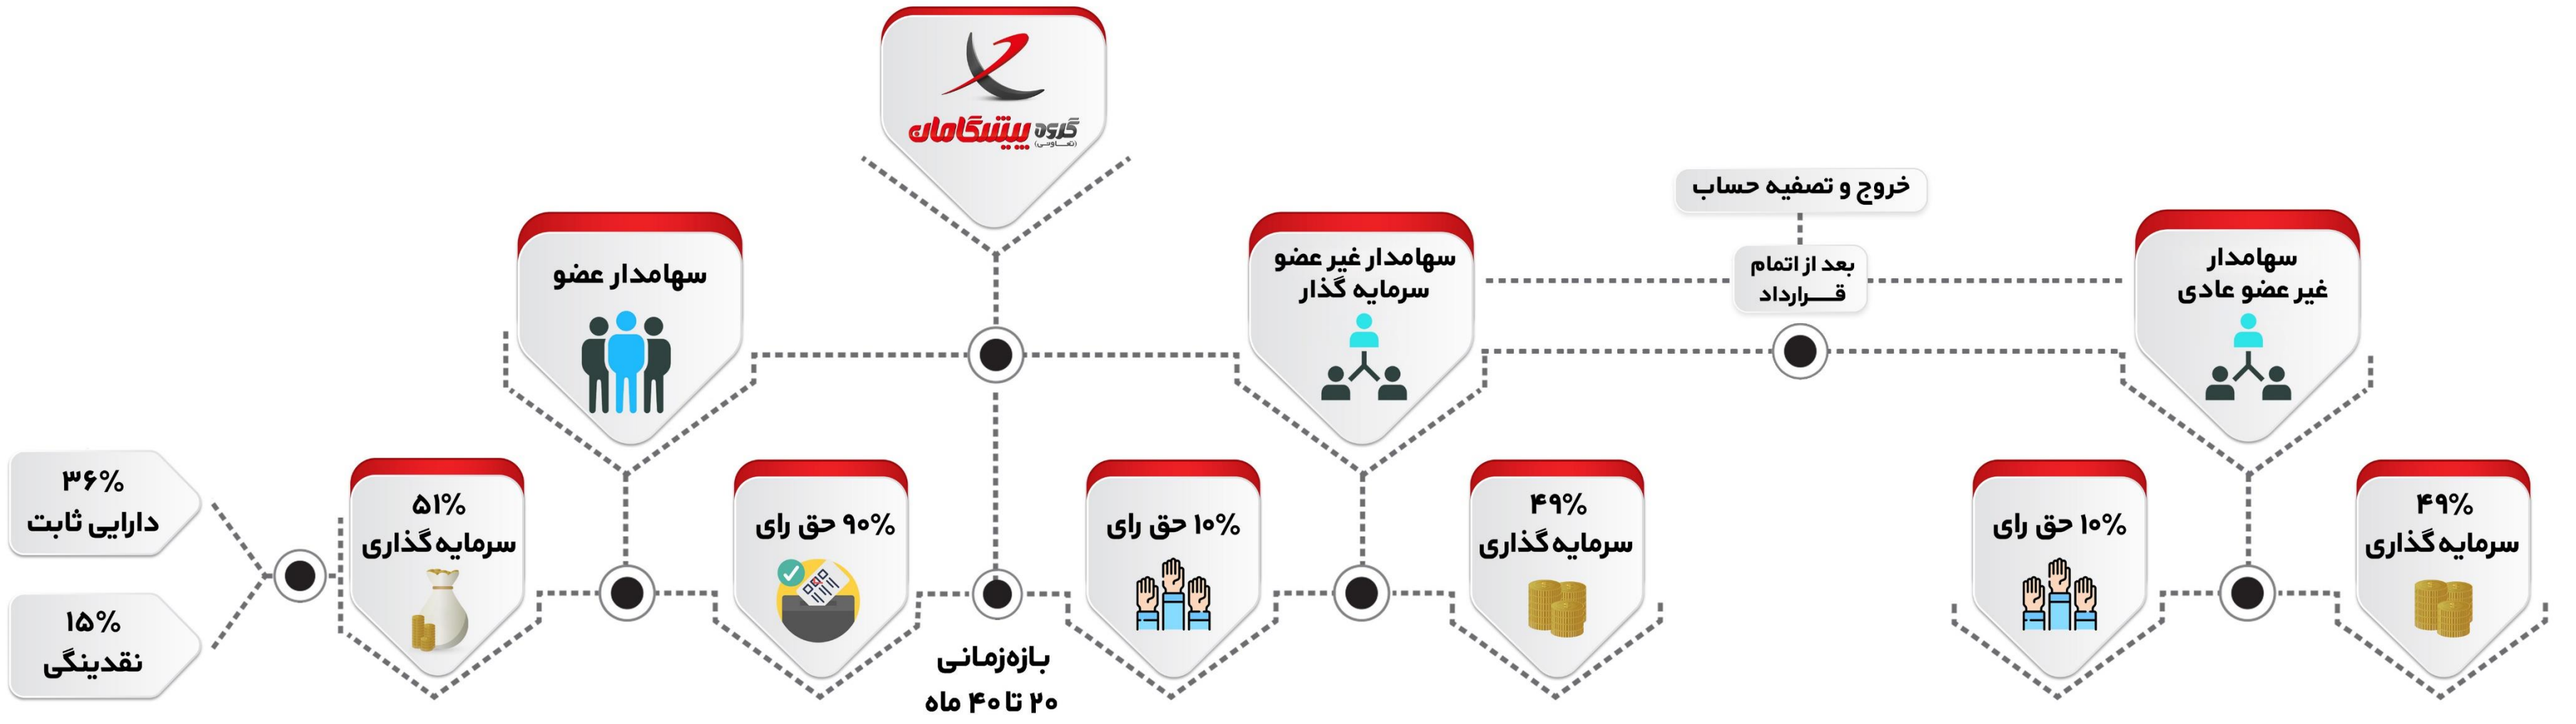 گروه پیشگامان
(تعاونی)
خروج و تصفیه حساب
بعد از اتمام
قـــرارداد
سهامدار
غیر عضو عادی
سهامدار غیر عضو
سرمایه گذار
سهامدار عضو
۴۹%
سرمایه گذاری
۱۰% حق رای
۴۹%
سرمایه گذاری
۱۰% حق رای
بازه‌زمانی
۲۰ تا ۴۰ ماه
۹۰% حق رای
۵۱%
سرمایه گذاری
۳۶%
دارایی ثابت
۱۵%
نقدینگی